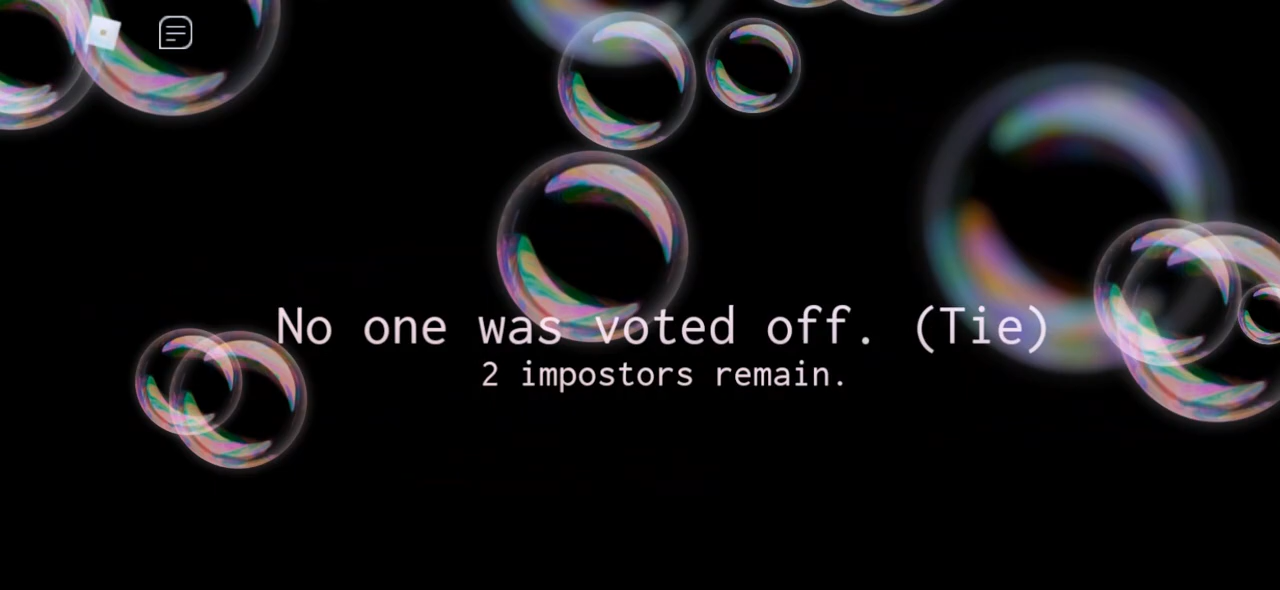 No one was voted off. (Tie)
2 impostors remain.